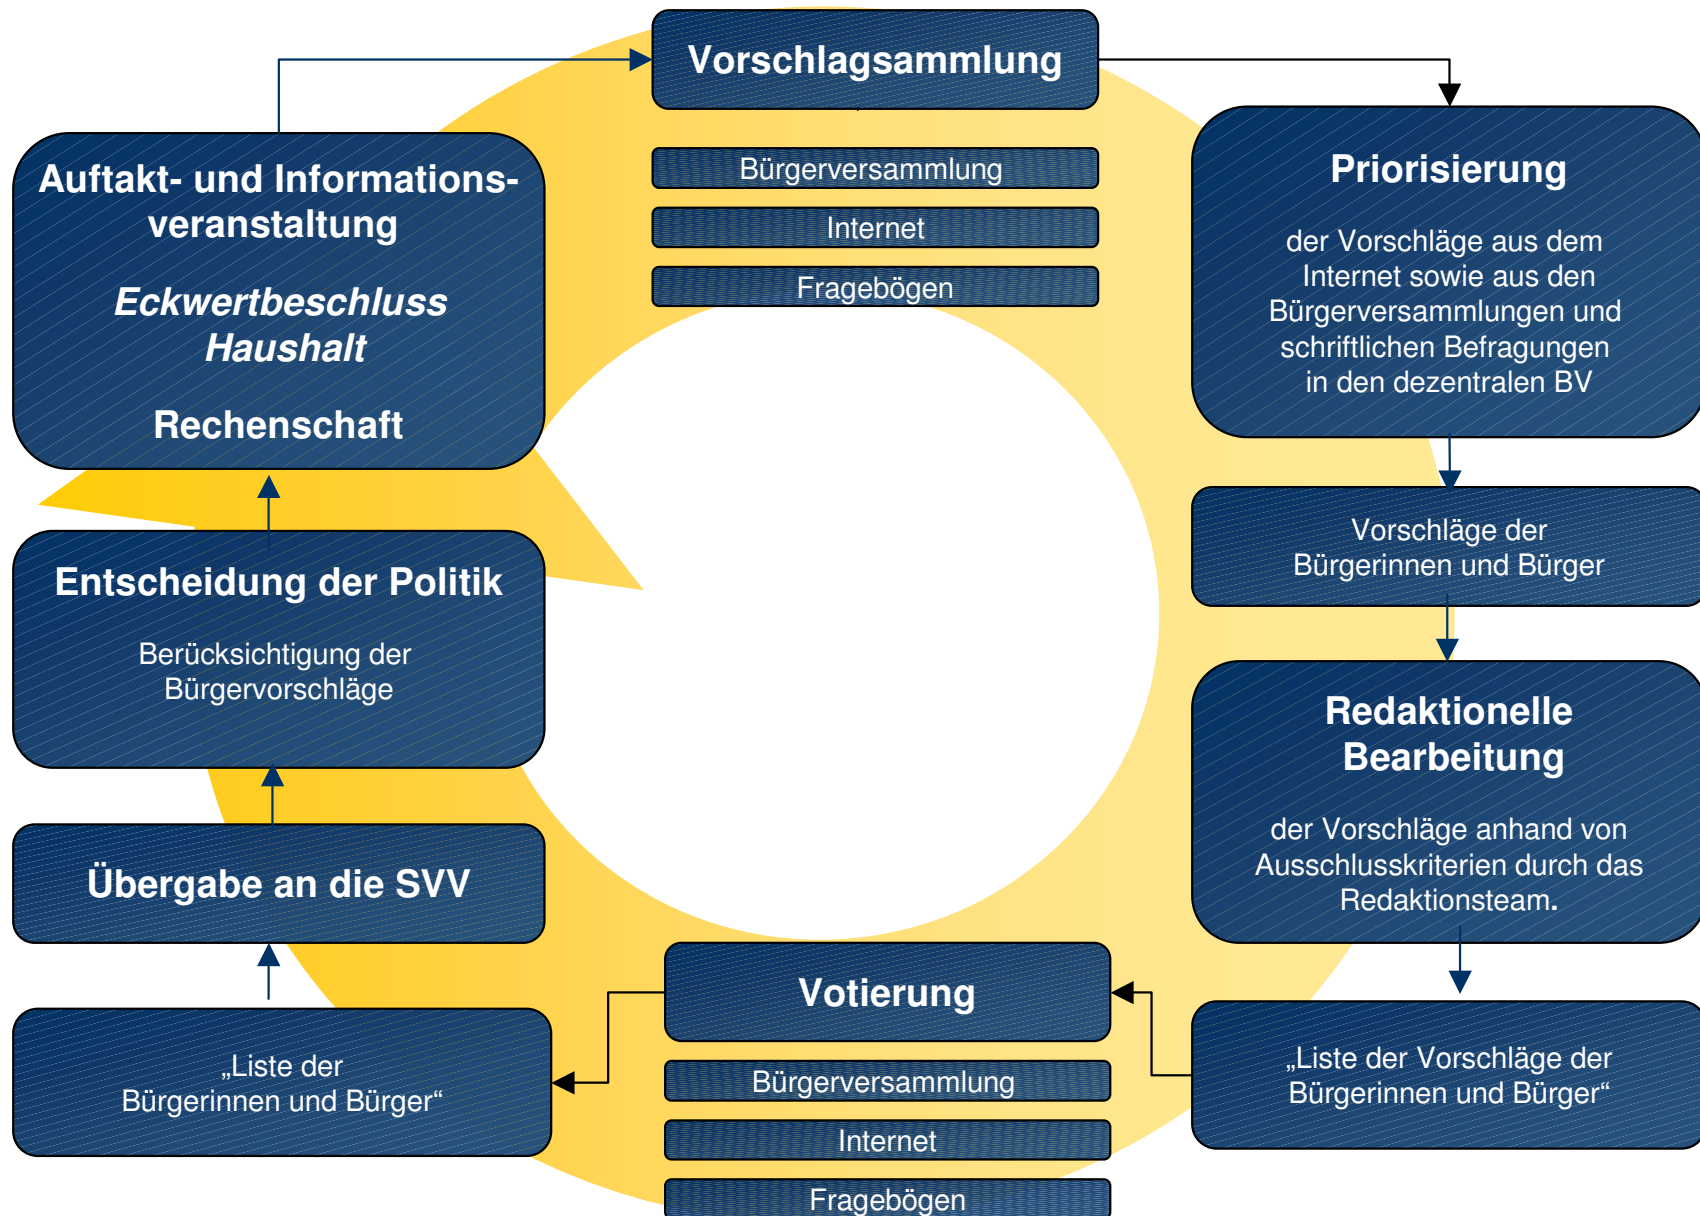 Vorschlagsammlung
Bürgerversammlung
Internet
Fragebögen
Priorisierung
der Vorschläge aus dem
Internet sowie aus den
Bürgerversammlungen und
schriftlichen Befragungen
in den dezentralen BV
Vorschläge der
Bürgerinnen und Bürger
Redaktionelle
Bearbeitung
der Vorschläge anhand von
Ausschlusskriterien durch das
Redaktionsteam.
„Liste der Vorschläge der
Bürgerinnen und Bürger“
Votierung
Bürgerversammlung
Internet
Fragebögen
„Liste der
Bürgerinnen und Bürger“
Übergabe an die SVV
Entscheidung der Politik
Berücksichtigung der
Bürgervorschläge
Auftakt- und Informations-
veranstaltung
Eckwertbeschluss
Haushalt
Rechenschaft